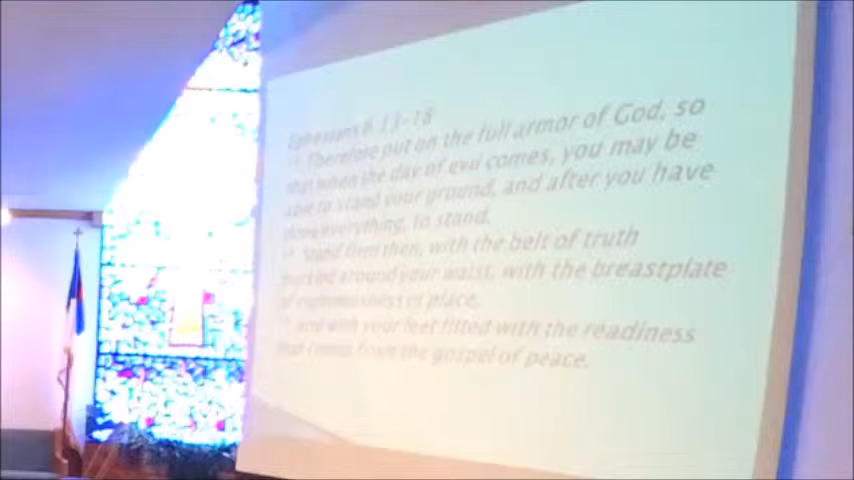 Ephesians 6:13-18
13 Therefore put on the full armor of God, so
that when the day of evil comes, you may be
able to stand your ground, and after you have
done everything, to stand.
14 Stand firm then, with the belt of truth
buckled around your waist, with the breastplate
of righteousness in place,
15 and with your feet fitted with the readiness
that comes from the gospel of peace.